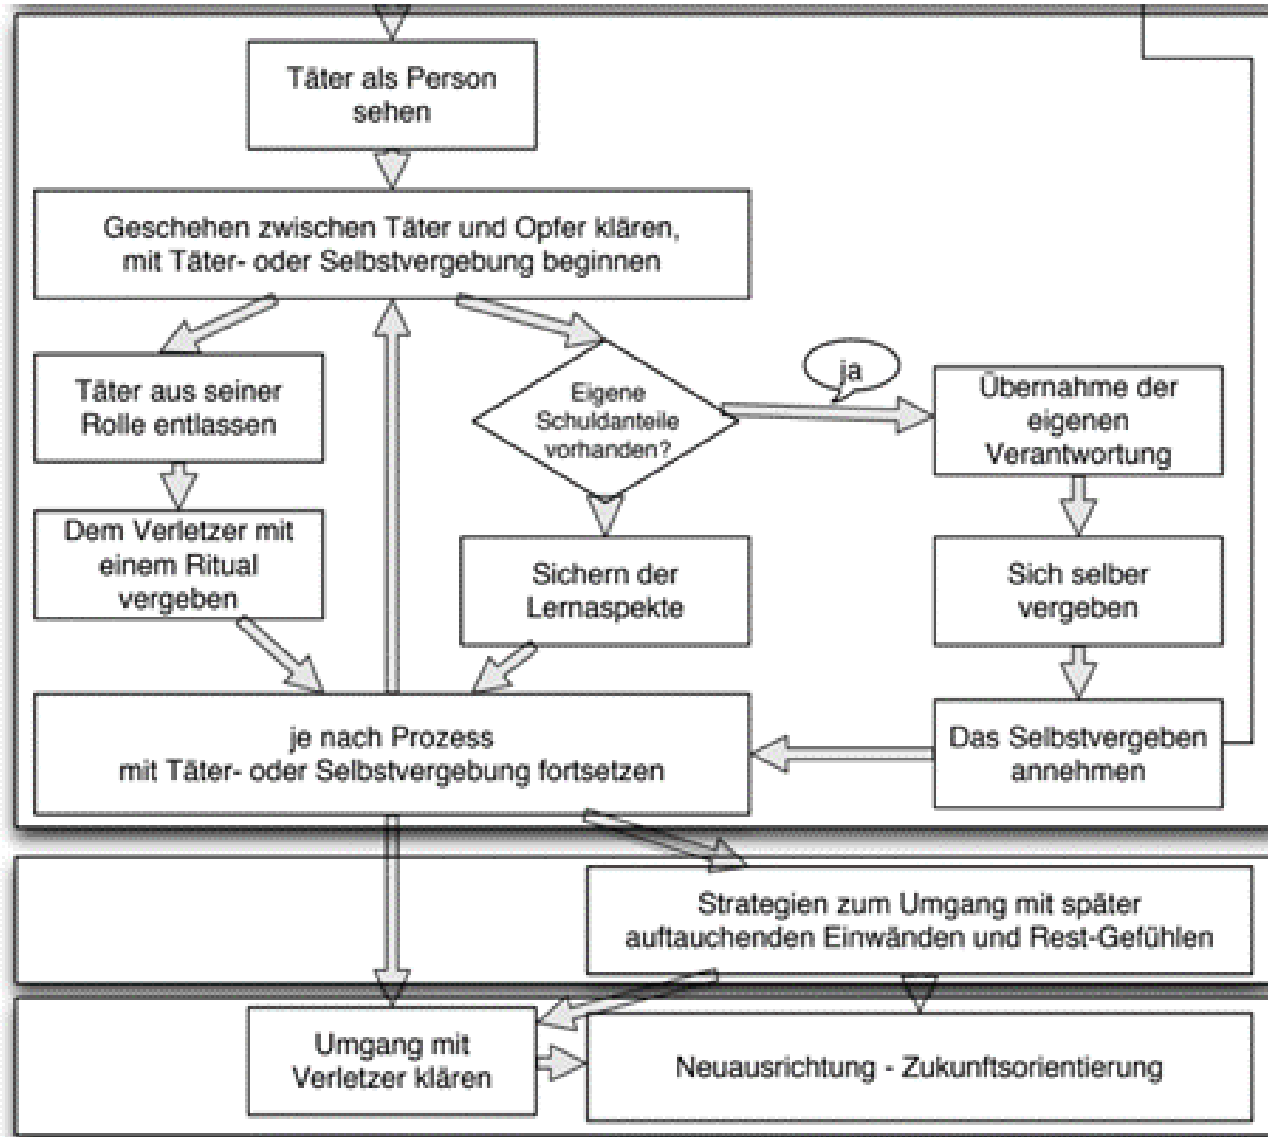 Täter als Person
sehen
Geschehen zwischen Täter und Opfer klären,
mit Täter- oder Selbstvergebung beginnen
Täter aus seiner
Rolle entlassen
Eigene
Schuldanteile
vorhanden?
ja
Übernahme der
eigenen
Verantwortung
Dem Verletzer mit
einem Ritual
vergeben
Sichern der
Lernaspekte
Sich selber
vergeben
je nach Prozess
mit Täter- oder Selbstvergebung fortsetzen
Das Selbstvergeben
annehmen
Strategien zum Umgang mit später
auftauchenden Einwänden und Rest-Gefühlen
Umgang mit
Verletzer klären
Neuausrichtung - Zukunftsorientierung